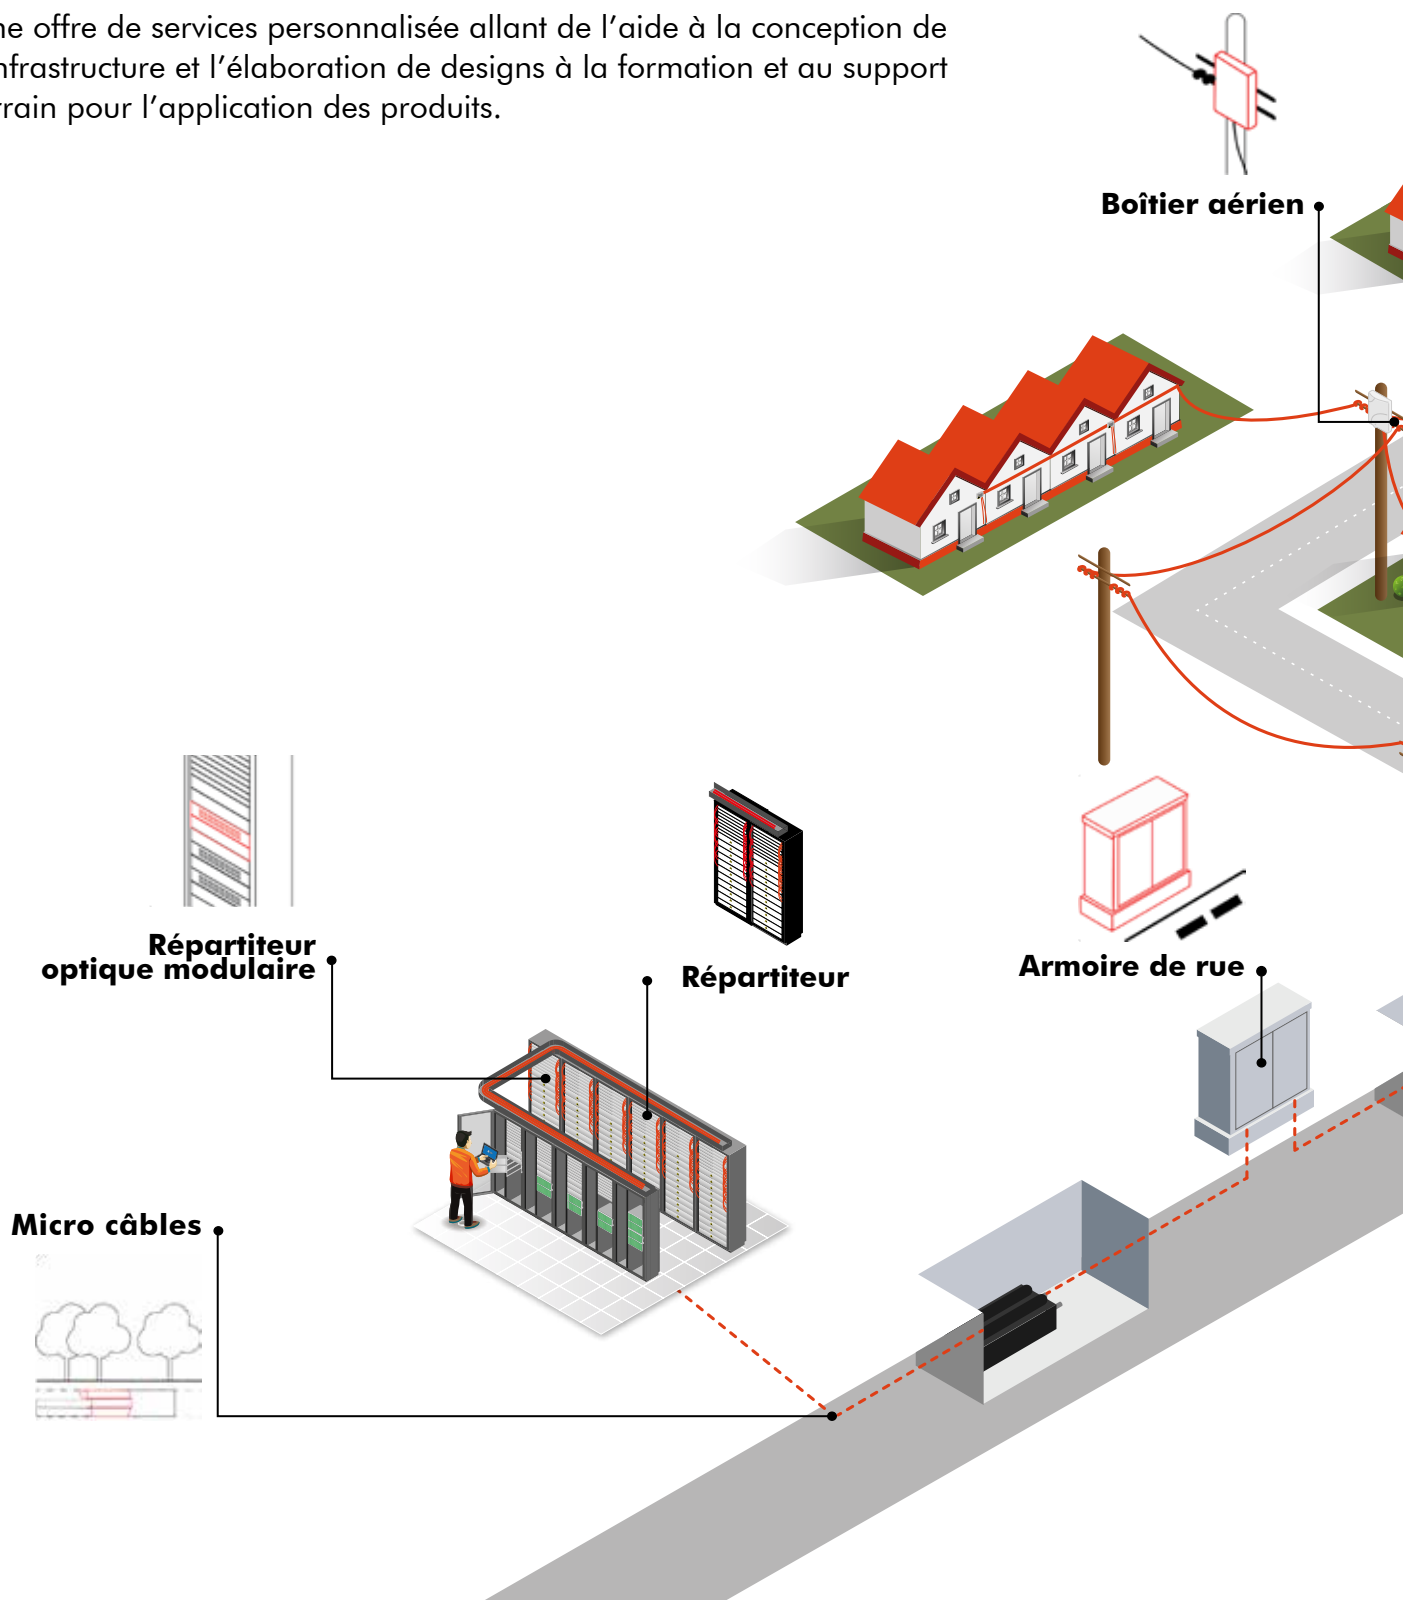 ne offre de services personnalisée allant de l’aide à la conception de
nfrastructure et l’élaboration de designs à la formation et au support
rrain pour l’application des produits.
Boîtier aérien
Répartiteur
optique modulaire
Répartiteur
Armoire de rue
Micro câbles